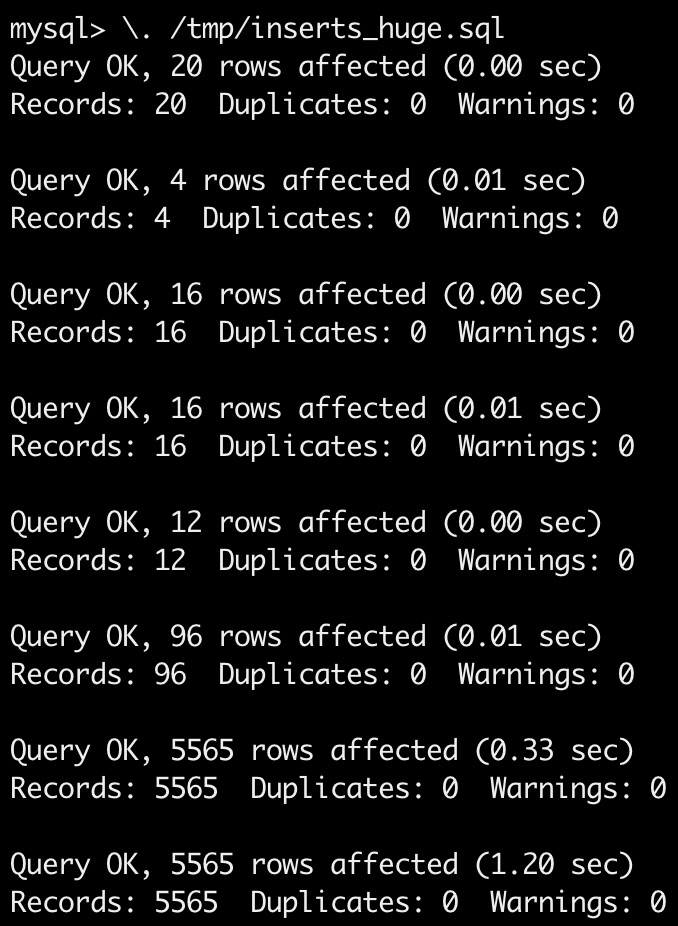 mysql> \. /tmp/inserts_huge.sql
Query OK, 20 rows affected (0.00 sec)
Records: 20  Duplicates: 0  Warnings: 0
Query OK, 4 rows affected (0.01 sec)
Records: 4  Duplicates: 0  Warnings: 0
Query OK, 16 rows affected (0.00 sec)
Records: 16  Duplicates: 0  Warnings: 0
Query OK, 16 rows affected (0.01 sec)
Records: 16  Duplicates: 0  Warnings: 0
Query OK, 12 rows affected (0.00 sec)
Records: 12  Duplicates: 0  Warnings: 0
Query OK, 96 rows affected (0.01 sec)
Records: 96  Duplicates: 0  Warnings: 0
Query OK, 5565 rows affected (0.33 sec)
Records: 5565  Duplicates: 0  Warnings: 0
Query OK, 5565 rows affected (1.20 sec)
Records: 5565  Duplicates: 0  Warnings: 0